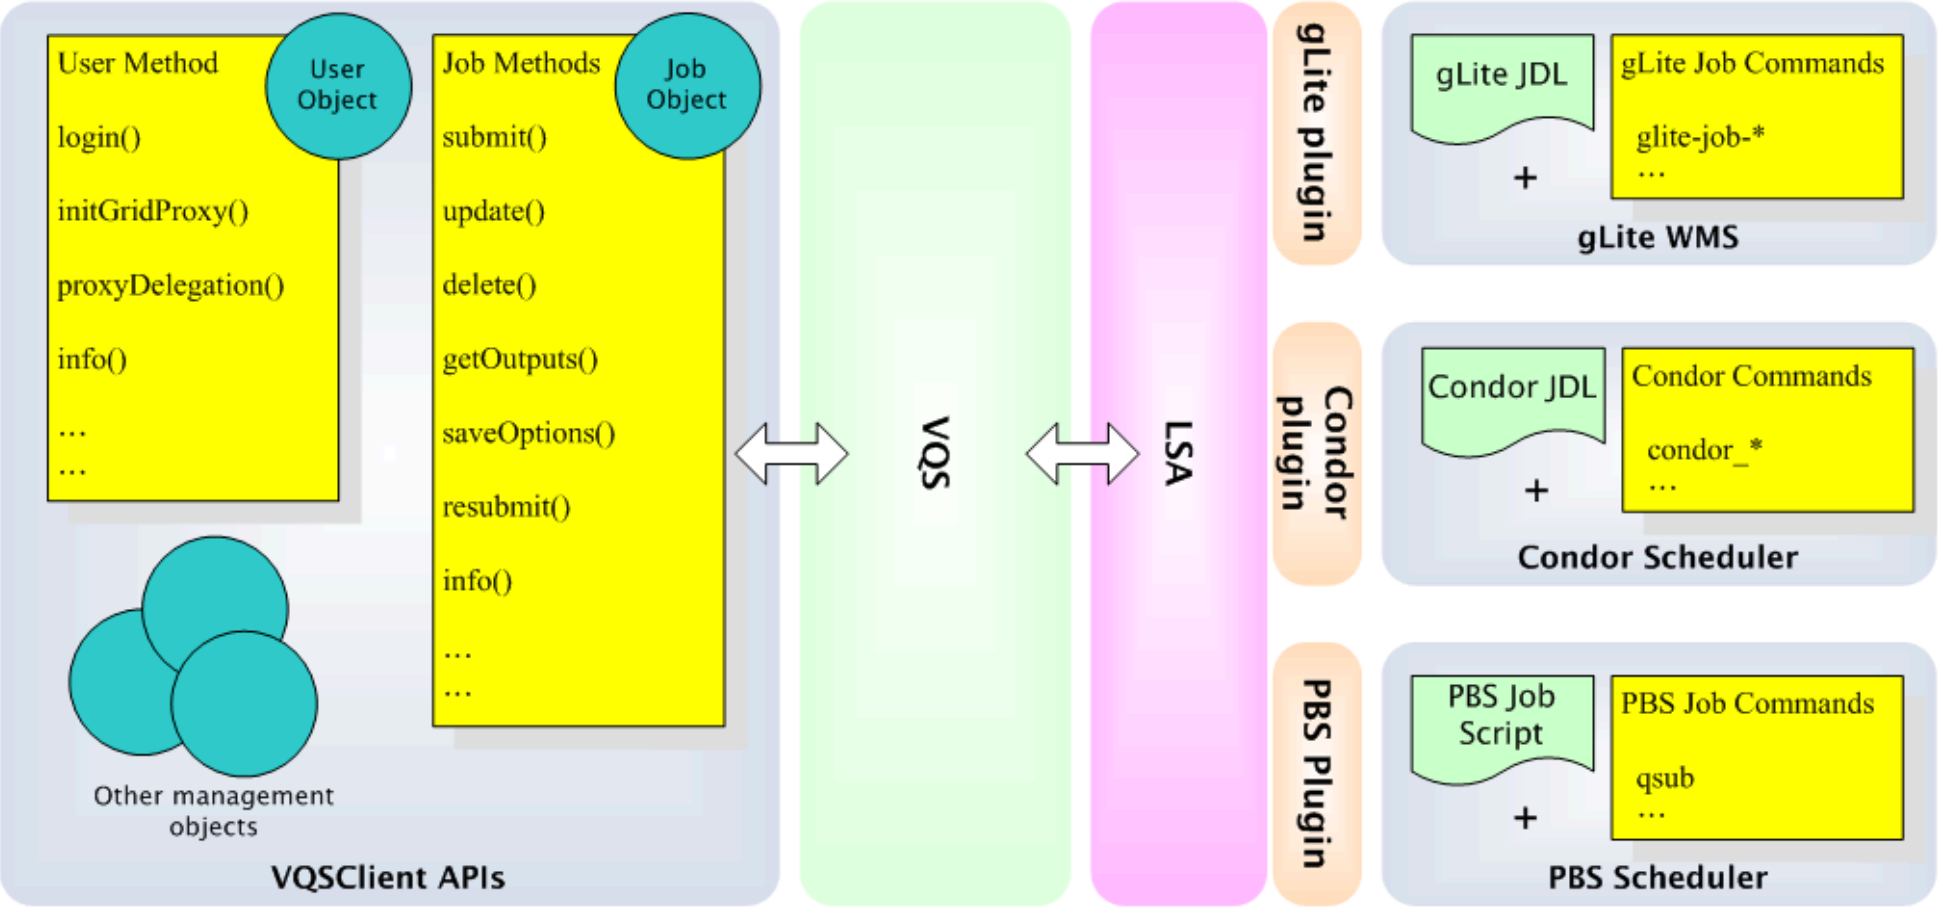 User Method
login()
initGridProxy()
proxyDelegation()
info()
...
...
User
Object
Job Methods
submit()
update()
delete()
getOutputs()
saveOptions()
resubmit()
info()
...
...
Job
Object
Other management
objects
VQSClient APIs
VQS
LSA
gLite plugin
Condor
plugin
PBS Plugin
gLite JDL
+
gLite Job Commands
glite-job-*
...
gLite WMS
Condor JDL
+
Condor Commands
condor_*
...
Condor Scheduler
PBS Job
Script
+
PBS Job Commands
qsub
...
PBS Scheduler